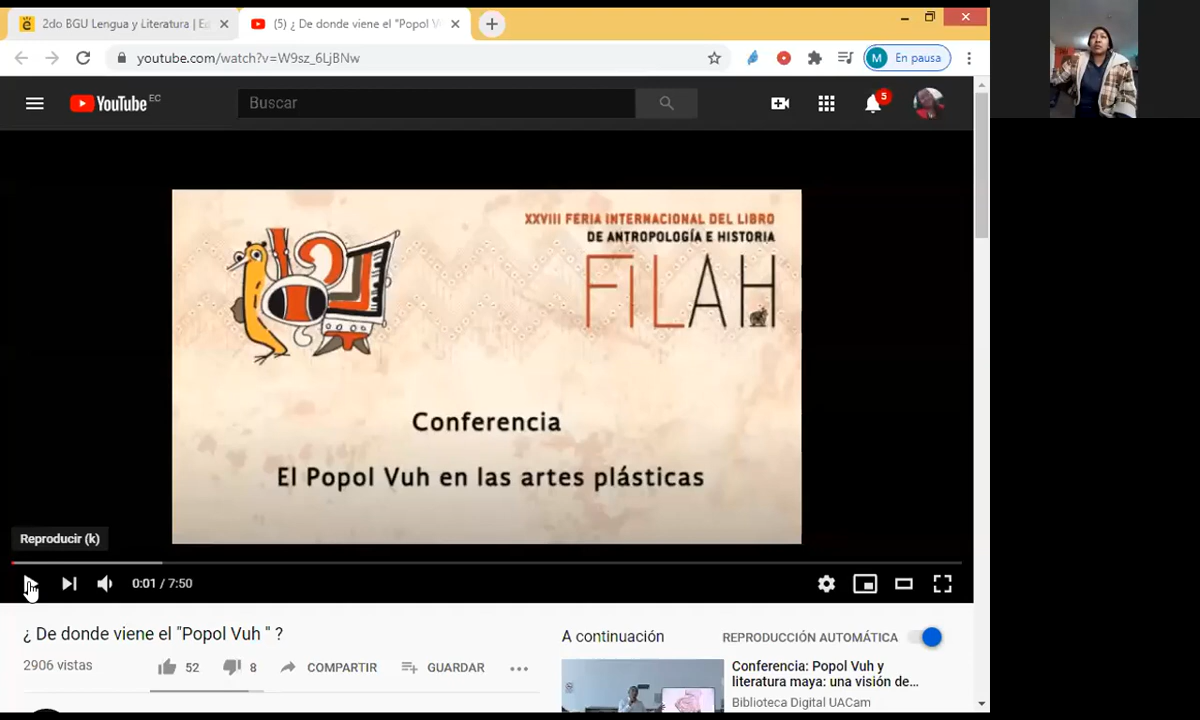 2do BGU Lengua y Literatura | E
(5) ¿ De donde viene el "Popol V
youtube.com/watch?v=W9sz_6LjBNw
M En pausa
YouTube EC
Buscar
5
XXVIII FERIA INTERNACIONAL DEL LIBRO
DE ANTROPOLOGÍA E HISTORIA
FILAH
Conferencia
El Popol Vuh en las artes plásticas
Reproducir (k)
0:01 / 7:50
¿ De donde viene el "Popol Vuh " ?
2906 vistas
52
8
COMPARTIR
GUARDAR
A continuación
REPRODUCCIÓN AUTOMÁTICA
Conferencia: Popol Vuh y
literatura maya: una visión de...
Biblioteca Digital UACam